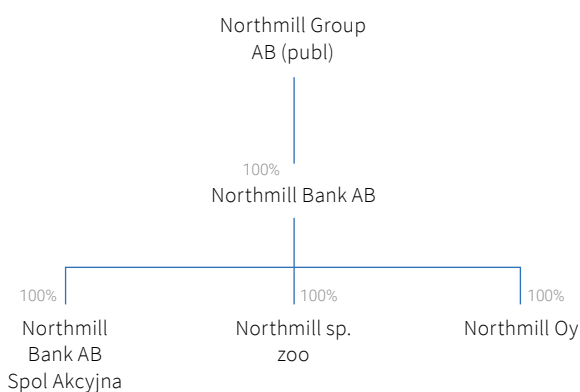 Northmill Group
AB (publ)
100%
Northmill Bank AB
100%
100%
100%
Northmill
Bank AB
Spol Akcyjna
Northmill sp.
zoo
Northmill Oy